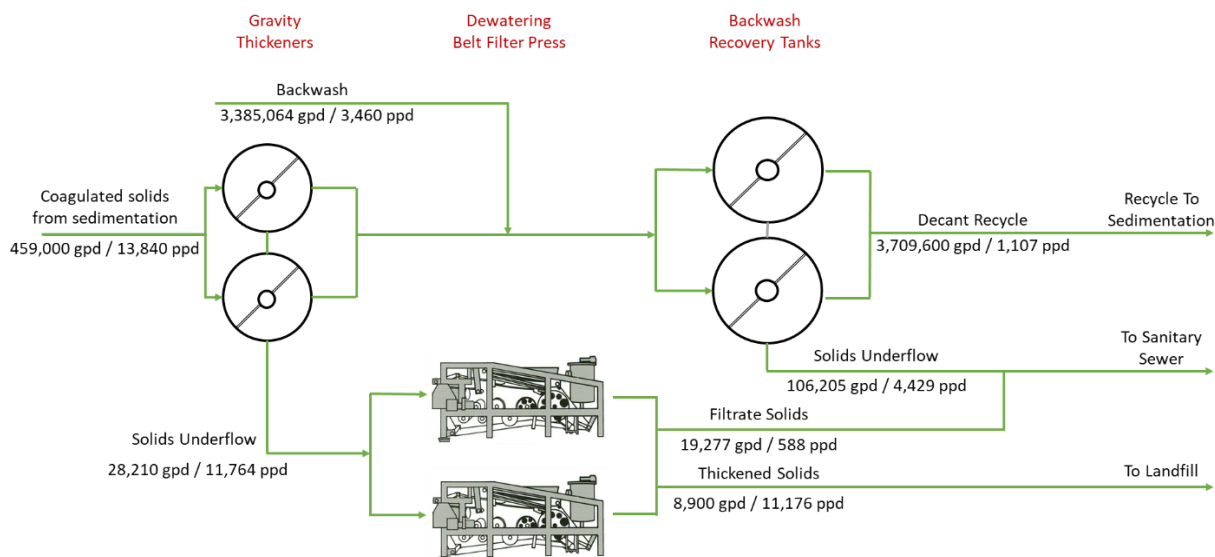 Gravity
Thickeners
Dewatering
Belt Filter Press
Backwash
Recovery Tanks
Backwash
3,385,064 gpd / 3,460 ppd
Coagulated solids
from sedimentation
459,000 gpd / 13,840 ppd
Decant Recycle
3,709,600 gpd / 1,107 ppd
Recycle To
Sedimentation
Solids Underflow
106,205 gpd / 4,429 ppd
To Sanitary
Sewer
Filtrate Solids
19,277 gpd / 588 ppd
Solids Underflow
28,210 gpd / 11,764 ppd
Thickened Solids
8,900 gpd / 11,176 ppd
To Landfill